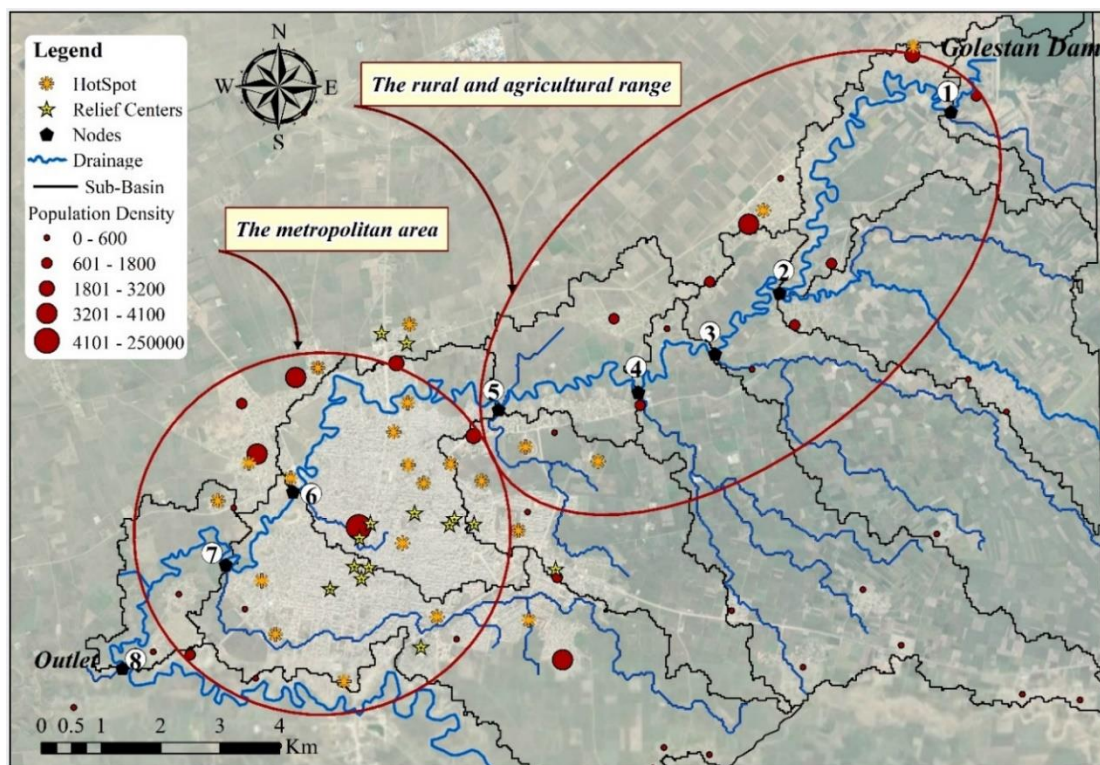 Legend
HotSpot
Relief Centers
Nodes
Drainage
Sub-Basin
Population Density
0 - 600
601 - 1800
1801 - 3200
3201 - 4100
4101 - 250000
N
W
E
S
The rural and agricultural range
The metropolitan area
Golestan Dam
1
2
3
4
5
6
7
8
Outlet
0 0.5 1 2 3 4
Km